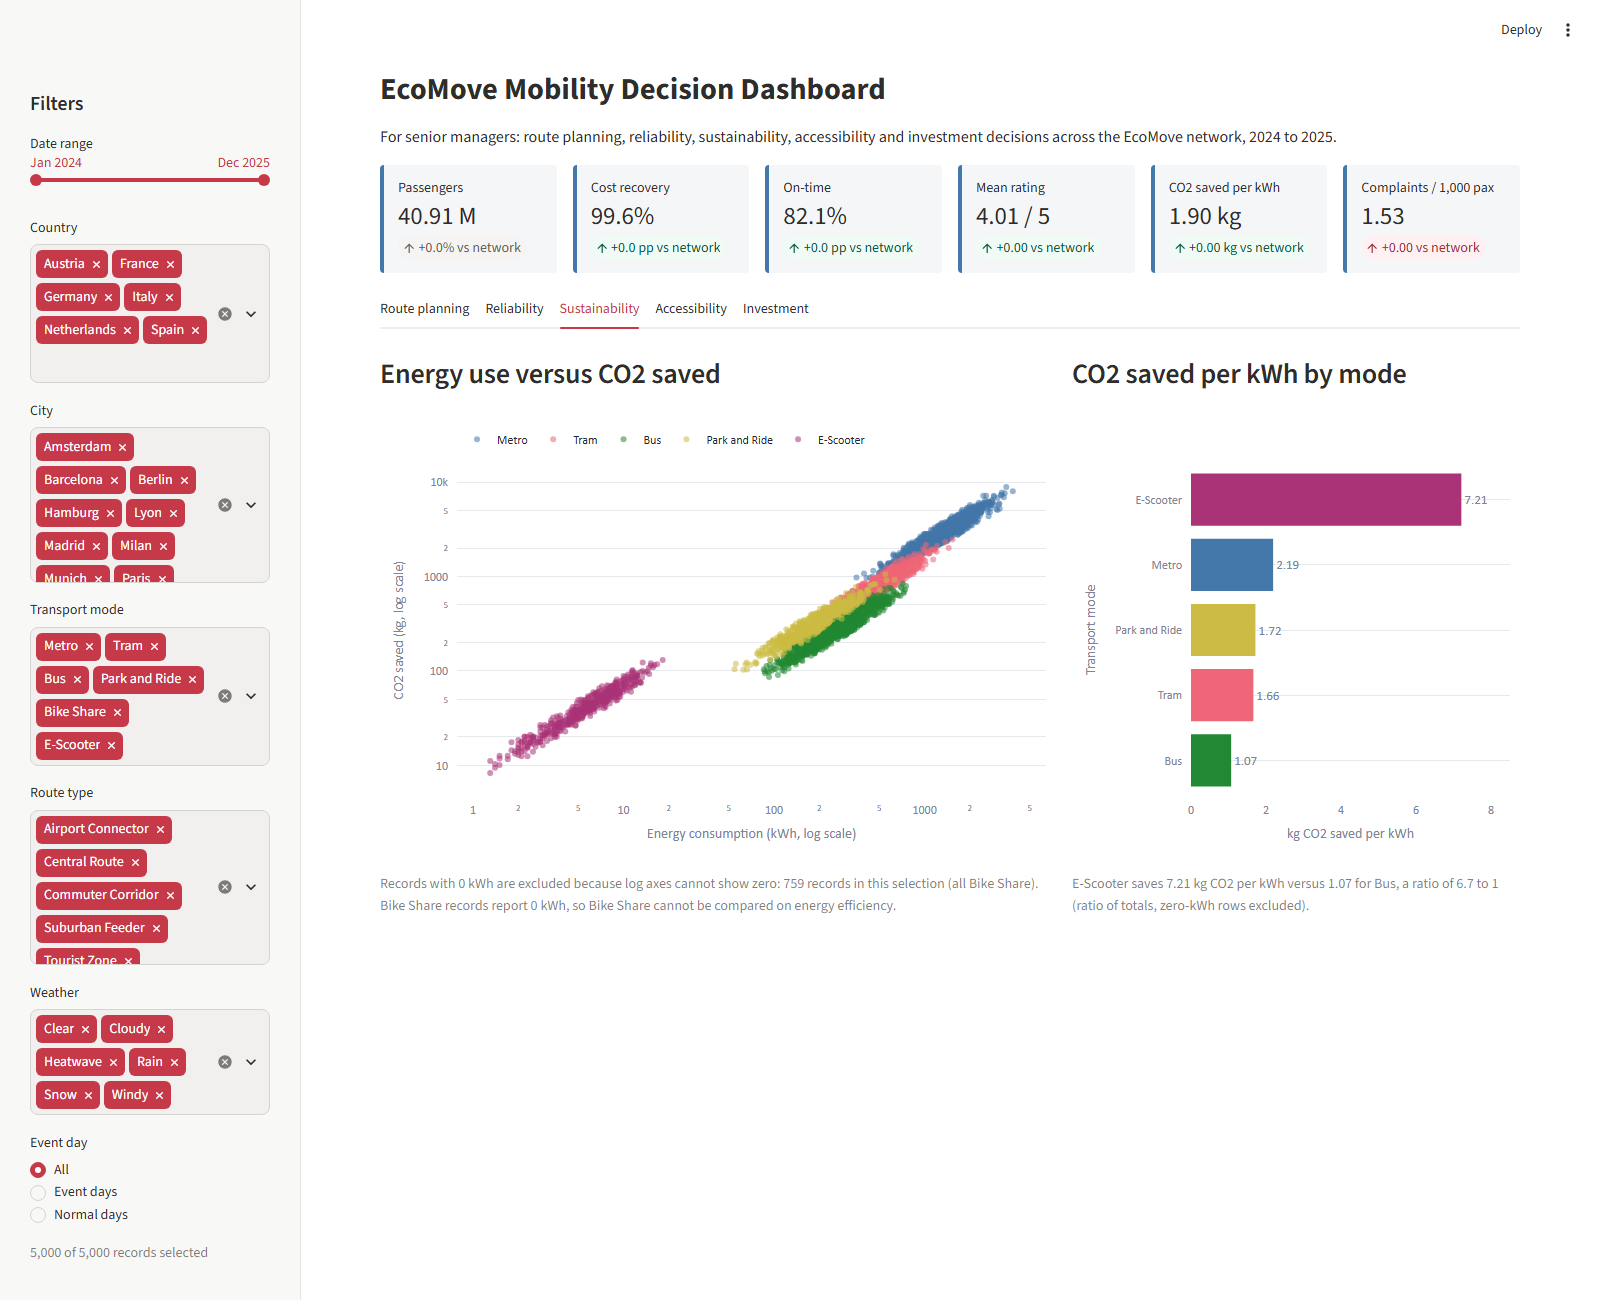 Deploy
Filters
Date range
Jan 2024 Dec 2025
Country
Austria × France ×
Germany × Italy ×
Netherlands × Spain ×
City
Amsterdam ×
Barcelona × Berlin ×
Hamburg × Lyon ×
Madrid × Milan ×
Munich × Paris ×
Transport mode
Metro × Tram ×
Bus × Park and Ride ×
Bike Share ×
E-Scooter ×
Route type
Airport Connector ×
Central Route ×
Commuter Corridor ×
Suburban Feeder ×
Tourist Zone ×
Weather
Clear × Cloudy ×
Heatwave × Rain ×
Snow × Windy ×
Event day
All
Event days
Normal days
5,000 of 5,000 records selected
EcoMove Mobility Decision Dashboard
For senior managers: route planning, reliability, sustainability, accessibility and investment decisions across the EcoMove network, 2024 to 2025.
Passengers
40.91 M
↑ +0.0% vs network
Cost recovery
99.6%
↑ +0.0 pp vs network
On-time
82.1%
↑ +0.0 pp vs network
Mean rating
4.01 / 5
↑ +0.00 vs network
CO2 saved per kWh
1.90 kg
↑ +0.00 kg vs network
Complaints / 1,000 pax
1.53
↑ +0.00 vs network
Route planning Reliability Sustainability Accessibility Investment
Energy use versus CO2 saved
Metro Tram Bus Park and Ride E-Scooter
CO2 saved (kg, log scale)
10k
5
2
1000
5
2
100
5
2
10
1 2 5 10 2 5 100 2 5 1000 2 5
Energy consumption (kWh, log scale)
Records with 0 kWh are excluded because log axes cannot show zero: 759 records in this selection (all Bike Share).
Bike Share records report 0 kWh, so Bike Share cannot be compared on energy efficiency.
CO2 saved per kWh by mode
Transport mode
E-Scooter 7.21
Metro 2.19
Park and Ride 1.72
Tram 1.66
Bus 1.07
0 2 4 6 8
kg CO2 saved per kWh
E-Scooter saves 7.21 kg CO2 per kWh versus 1.07 for Bus, a ratio of 6.7 to 1
(ratio of totals, zero-kWh rows excluded).